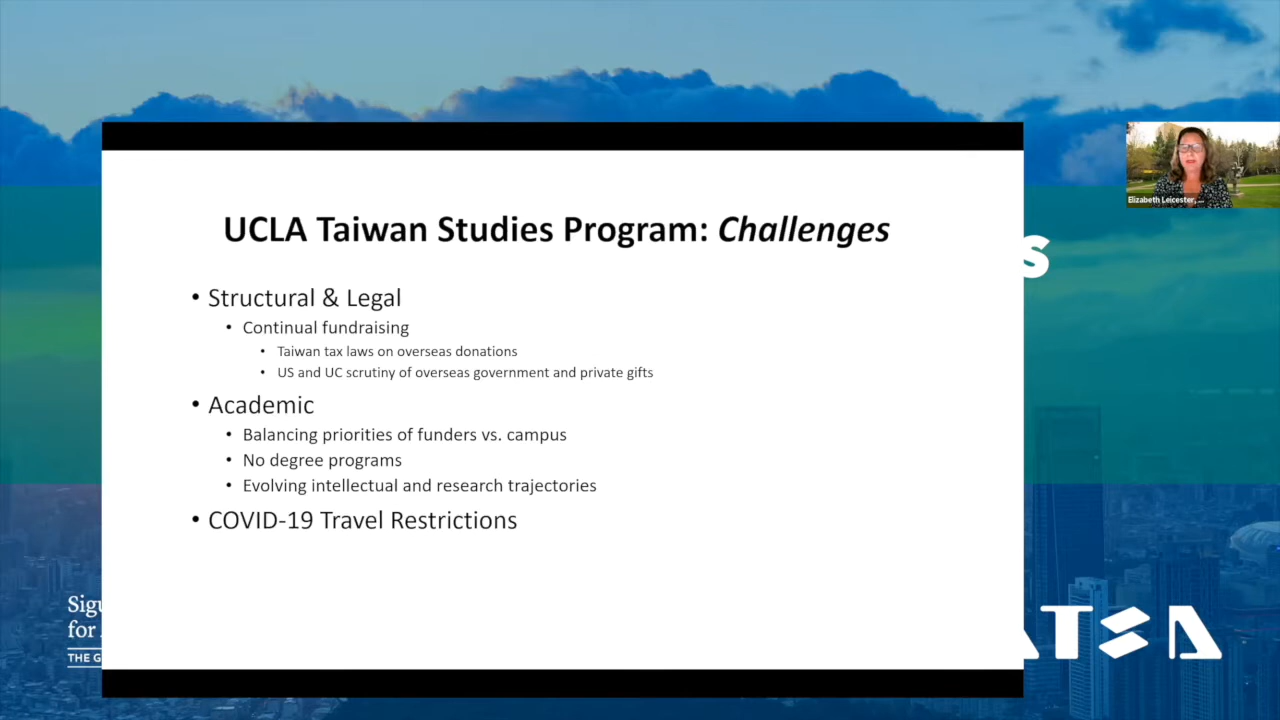 UCLA Taiwan Studies Program: Challenges
• Structural & Legal
• Continual fundraising
• Taiwan tax laws on overseas donations
• US and UC scrutiny of overseas government and private gifts
• Academic
• Balancing priorities of funders vs. campus
• No degree programs
• Evolving intellectual and research trajectories
• COVID-19 Travel Restrictions
Elizabeth Leicester, ...
s
Sigu
for
THE G